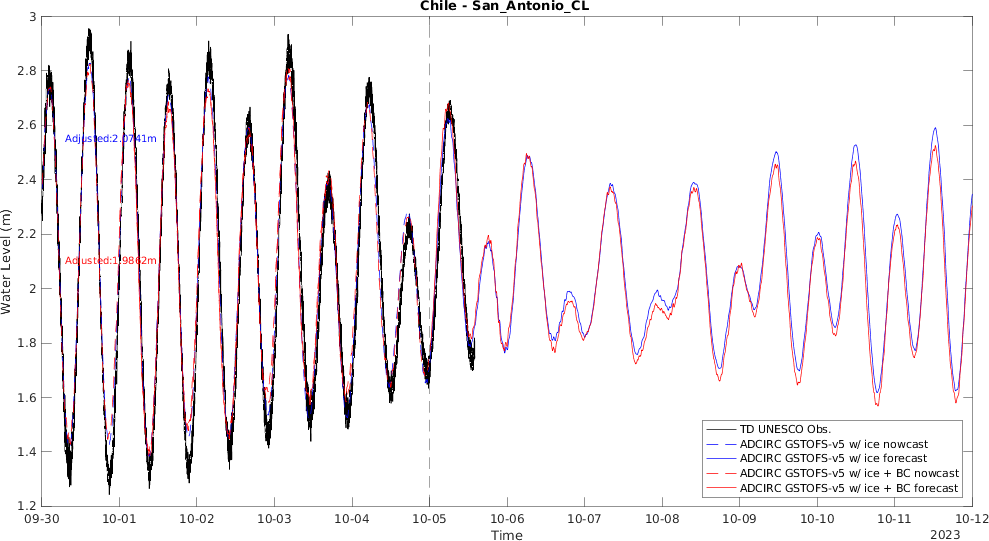 Chile - San_Antonio_CL
3
2.8
2.6
2.4
2.2
2
1.8
1.6
1.4
1.2
Water Level (m)
Adjusted:2.0741m
Adjusted:1.9862m
TD UNESCO Obs.
ADCIRC GSTOFS-v5 w/ ice nowcast
ADCIRC GSTOFS-v5 w/ ice forecast
ADCIRC GSTOFS-v5 w/ ice + BC nowcast
ADCIRC GSTOFS-v5 w/ ice + BC forecast
09-30 10-01 10-02 10-03 10-04 10-05 10-06 10-07 10-08 10-09 10-10 10-11 10-12
Time
2023